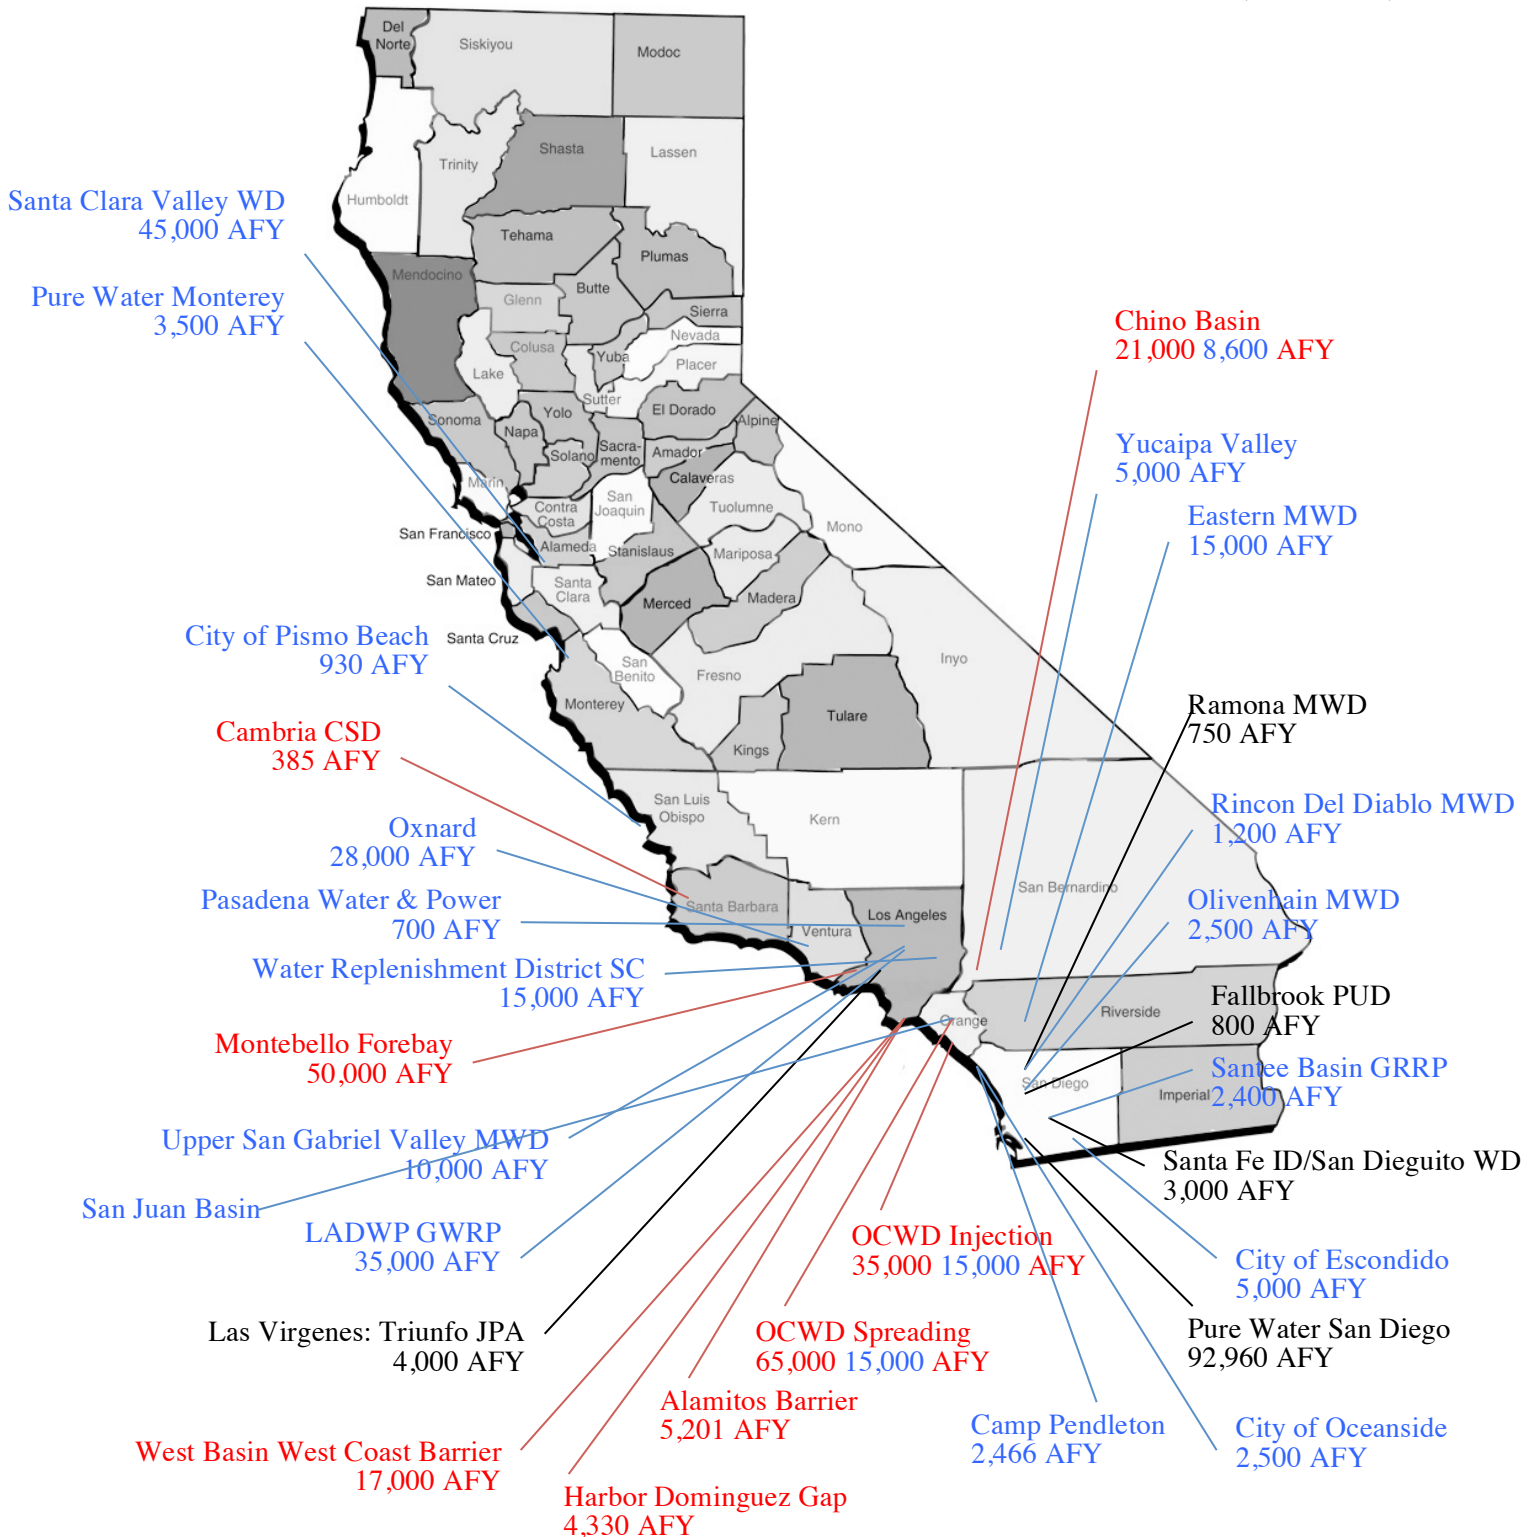 Del
Norte
Siskiyou
Modoc
Shasta
Lassen
Trinity
Humboldt
Santa Clara Valley WD
45,000 AFY
Tehama
Plumas
Mendocino
Butte
Glenn
Pure Water Monterey
3,500 AFY
Sierra
Nevada
Colusa
Yuba
Placer
Lake
Sutter
Chino Basin
21,000 8,600 AFY
Yolo
El Dorado
Alpine
Sonoma
Napa
Sacra-
mento
Solano
Amador
Calaveras
Yucaipa Valley
5,000 AFY
Marin
San
Joaquin
Contra
Costa
Tuolumne
Mono
Eastern MWD
15,000 AFY
San Francisco
Alameda
Stanislaus
Mariposa
San Mateo
Santa
Clara
Merced
Madera
Santa Cruz
City of Pismo Beach
930 AFY
San
Benito
Fresno
Inyo
Monterey
Tulare
Kings
Ramona MWD
750 AFY
Cambria CSD
385 AFY
San Luis
Obispo
Kern
Rincon Del Diablo MWD
1,200 AFY
Oxnard
28,000 AFY
San Bernardino
Pasadena Water & Power
700 AFY
Santa Barbara
Ventura
Los Angeles
Olivenhain MWD
2,500 AFY
Water Replenishment District SC
15,000 AFY
Fallbrook PUD
800 AFY
Riverside
Orange
Montebello Forebay
50,000 AFY
San Diego
Imperial
Santee Basin GRRP
2,400 AFY
Upper San Gabriel Valley MWD
10,000 AFY
Santa Fe ID/San Dieguito WD
3,000 AFY
San Juan Basin
LADWP GWRP
35,000 AFY
OCWD Injection
35,000 15,000 AFY
City of Escondido
5,000 AFY
Las Virgenes: Triunfo JPA
4,000 AFY
OCWD Spreading
65,000 15,000 AFY
Pure Water San Diego
92,960 AFY
Alamitos Barrier
5,201 AFY
Camp Pendleton
2,466 AFY
City of Oceanside
2,500 AFY
West Basin West Coast Barrier
17,000 AFY
Harbor Dominguez Gap
4,330 AFY